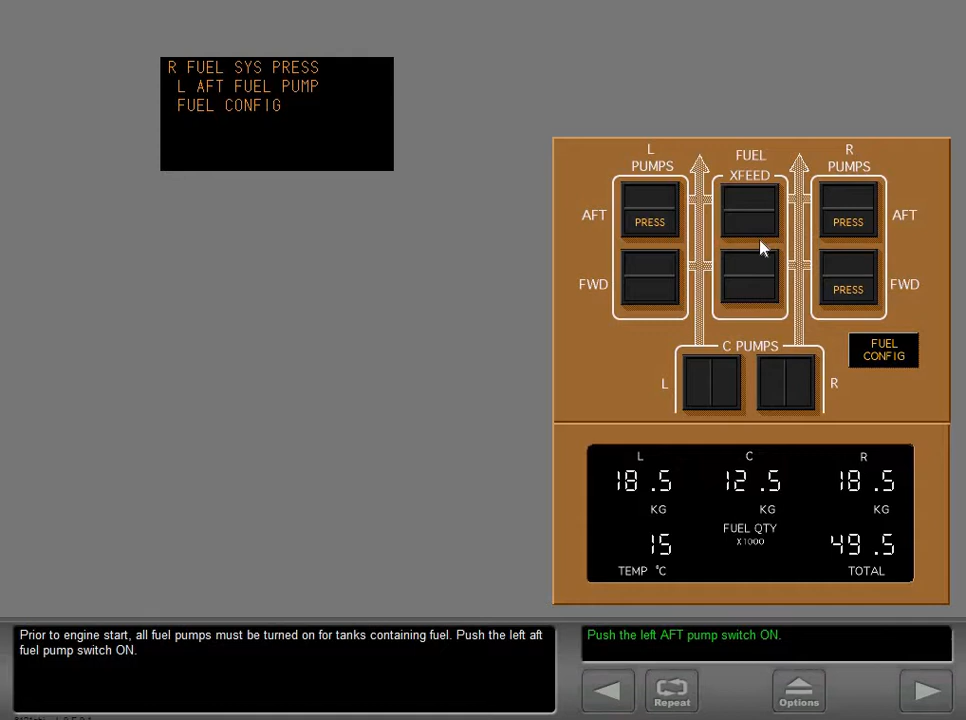 R FUEL SYS PRESS
L AFT FUEL PUMP
FUEL CONFIG
L
PUMPS
FUEL
XFEED
R
PUMPS
AFT
PRESS
PRESS
AFT
FWD
PRESS
FWD
C PUMPS
FUEL
CONFIG
L
R
L C R
18.5 12.5 18.5
KG KG KG
FUEL QTY
X1000
15 49.5
TEMP °C TOTAL
Prior to engine start, all fuel pumps must be turned on for tanks containing fuel. Push the left aft
fuel pump switch ON.
Push the left AFT pump switch ON.
Repeat
Options